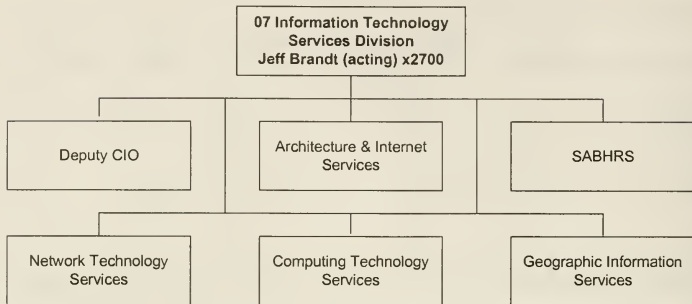 07 Information Technology
Services Division
Jeff Brandt (acting) x2700
Deputy CIO
Architecture & Internet
Services
SABHRS
Network Technology
Services
Computing Technology
Services
Geographic Information
Services